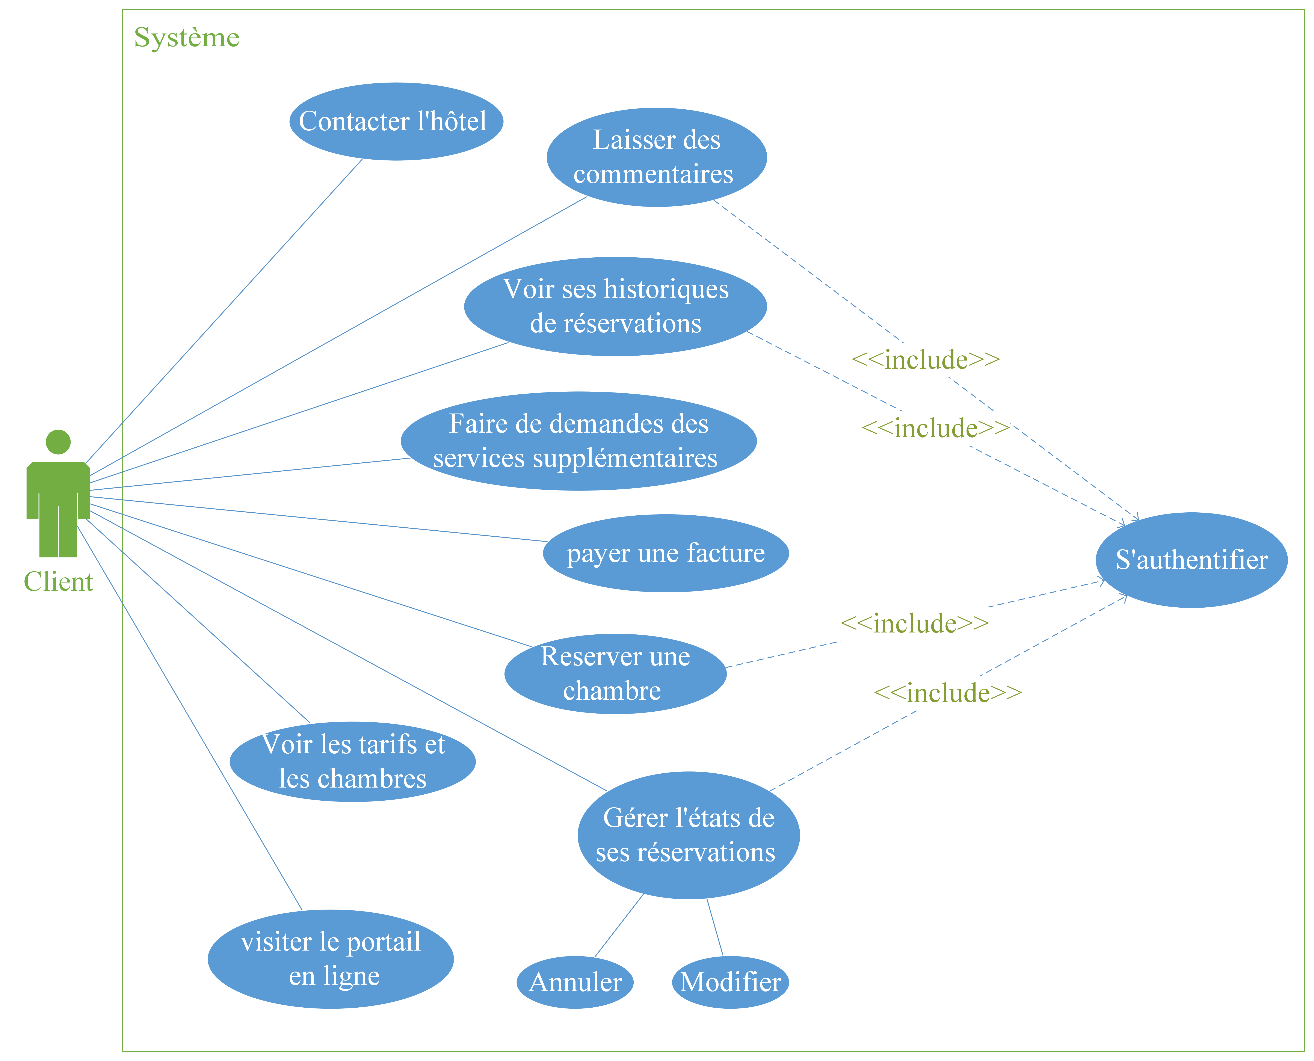 Système
Contacter l'hôtel
Laisser des
commentaires
Voir ses historiques
de réservations
<<include>>
<<include>>
Faire de demandes des
services supplémentaires
payer une facture
S'authentifier
Client
<<include>>
Reserver une
chambre
<<include>>
Voir les tarifs et
les chambres
Gérer l'états de
ses réservations
visiter le portail
en ligne
Annuler
Modifier